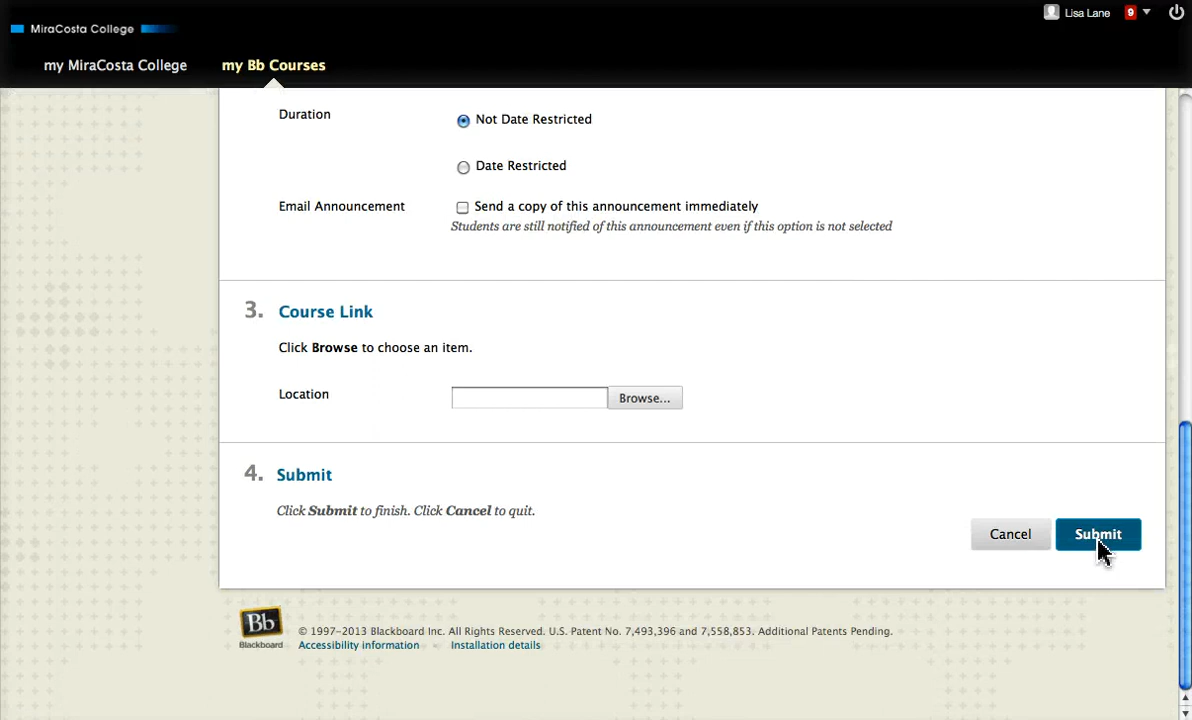 MiraCosta College
Lisa Lane 9
my MiraCosta College my Bb Courses
Duration Not Date Restricted
Date Restricted
Email Announcement Send a copy of this announcement immediately
Students are still notified of this announcement even if this option is not selected
3. Course Link
Click Browse to choose an item.
Location Browse...
4. Submit
Click Submit to finish. Click Cancel to quit.
Cancel Submit
Bb
Blackboard
© 1997-2013 Blackboard Inc. All Rights Reserved. U.S. Patent No. 7,493,396 and 7,558,853. Additional Patents Pending.
Accessibility information • Installation details